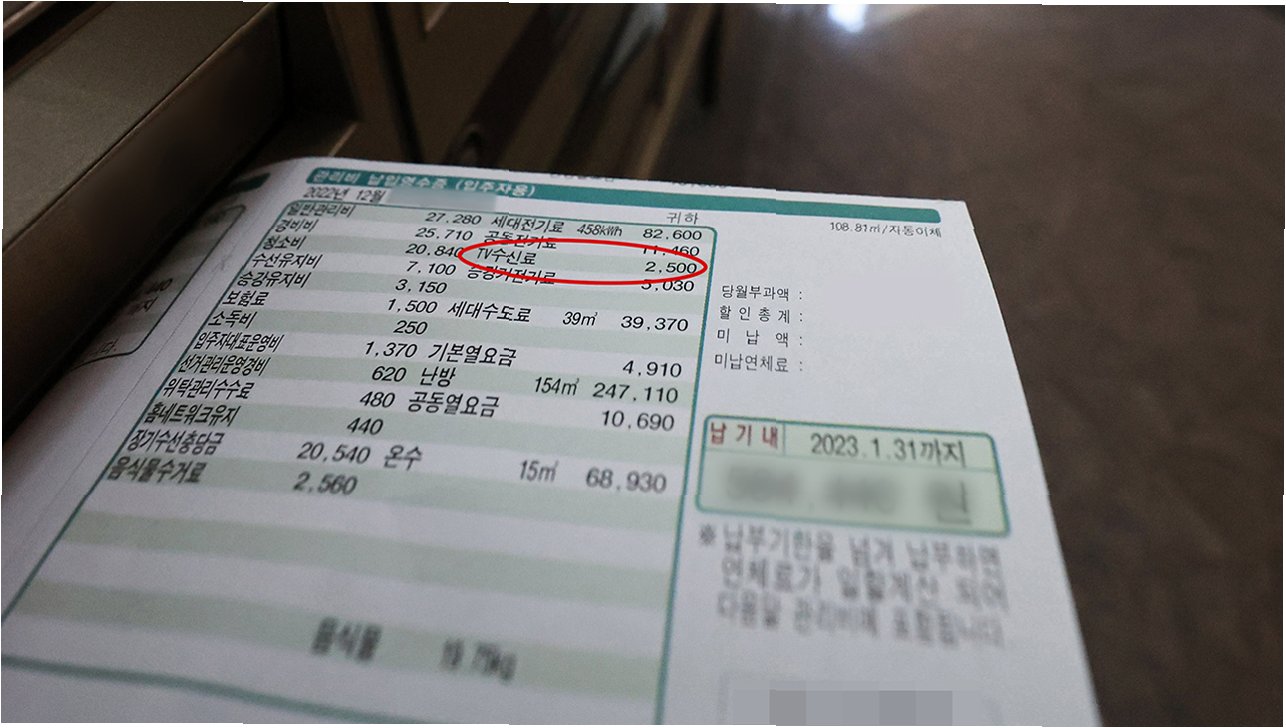 관리비 납입영수증 (입주자용)
2022년 12월
귀하
108.81㎡/자동이체
일반관리비 27,280 세대전기료 458kWh 82,600
경비비 25,710 공동전기료 11,460
청소비 20,840 TV수신료 2,500
수선유지비 7,100 승강기전기료 5,030
승강유지비 3,150
보험료 1,500 세대수도료 39㎥ 39,370
소독비 250
입주자대표운영비 1,370 기본열요금 4,910
선거관리운영경비 620 난방 154㎥ 247,110
위탁관리수수료 480 공동열요금 10,690
홈네트워크유지 440
장기수선충당금 20,540 온수 15㎥ 68,930
음식물수거료 2,560
음식물 19.75kg
당월부과액 :
할인총계 :
미납액 :
미납연체료 :
납기내 2023.1.31까지
원
※ 납부기한을 넘겨 납부하면
연체료가 일할계산 되어
다음달 관리비에 포함됩니다